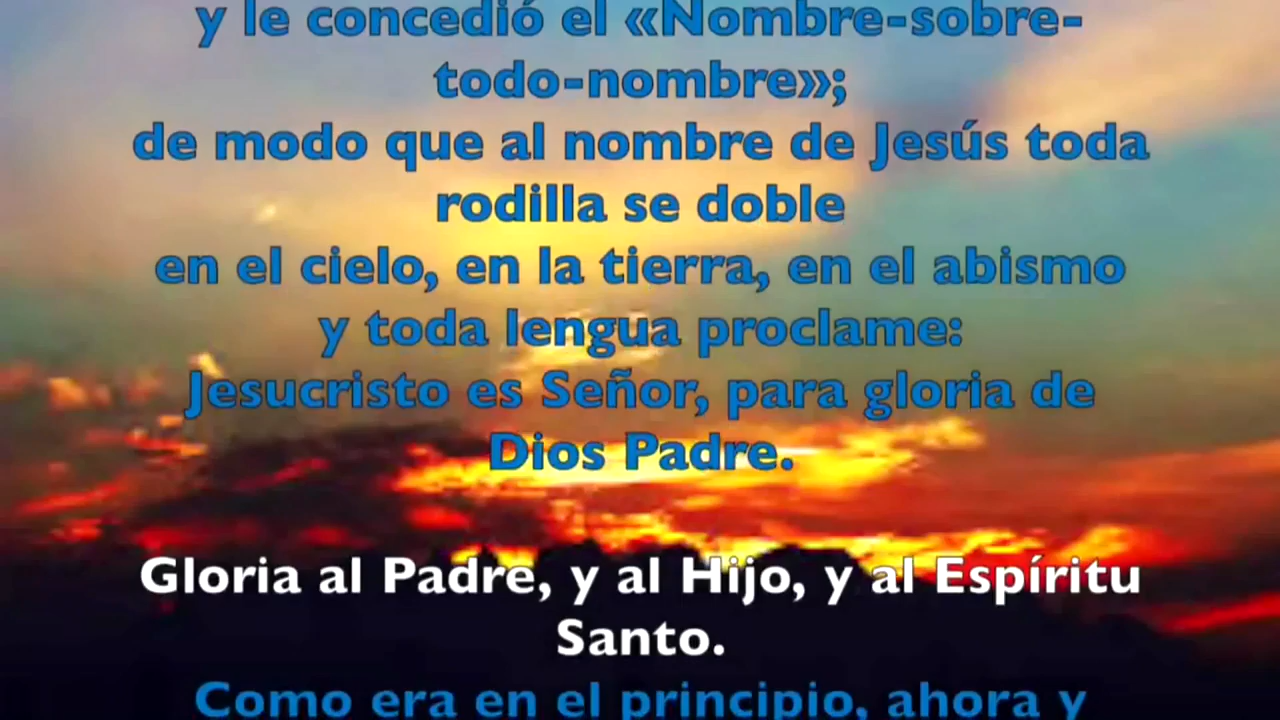 y le concedió el «Nombre-sobre-
todo-nombre»;
de modo que al nombre de Jesús toda
rodilla se doble
en el cielo, en la tierra, en el abismo
y toda lengua proclame:
Jesucristo es Señor, para gloria de
Dios Padre.
Gloria al Padre, y al Hijo, y al Espíritu
Santo.
Como era en el principio, ahora y